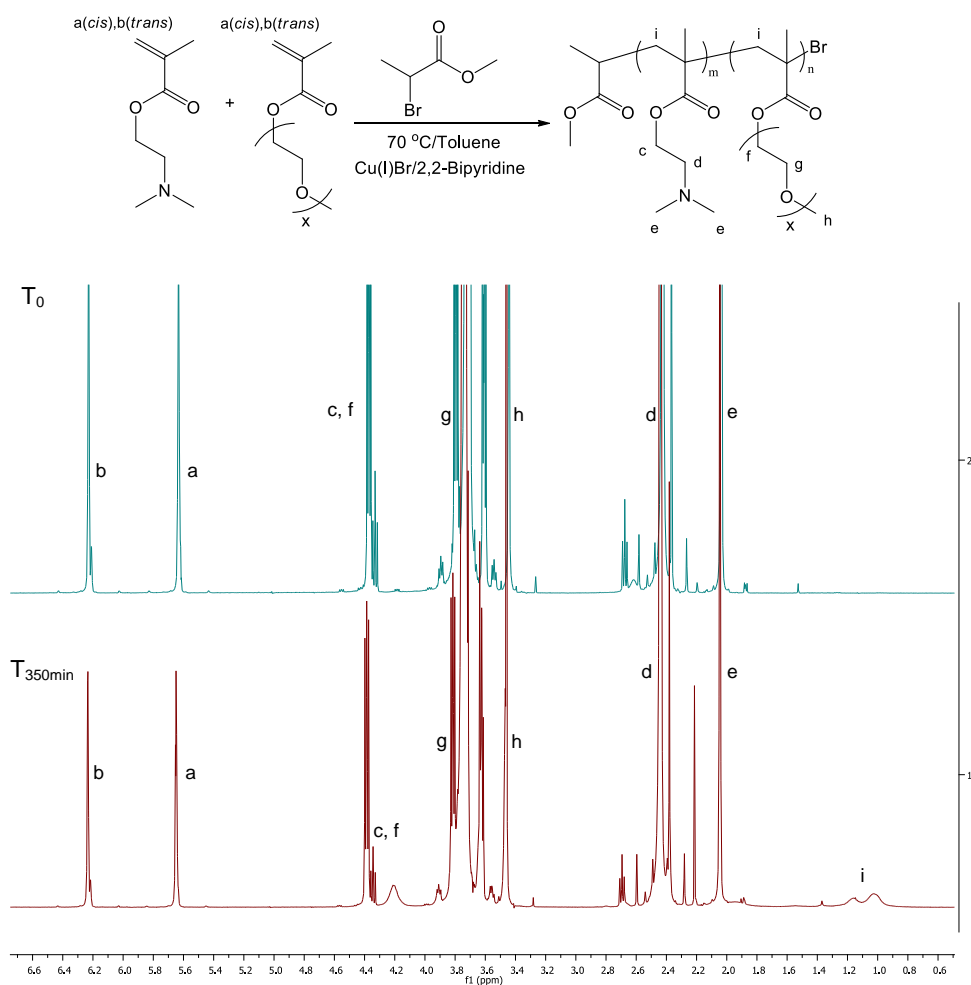 a(cis),b(trans) a(cis),b(trans)
O O
+
N
O O
O
x
Br
O
O
70 °C/Toluene
Cu(I)Br/2,2-Bipyridine
i i
Br
m n
O O
O O
O O
c d f g
N
e e
O
x h
T0
b a c, f g h d e
2
T350min
b a c, f g h d e i
1
6.6 6.4 6.2 6.0 5.8 5.6 5.4 5.2 5.0 4.8 4.6 4.4 4.2 4.0 3.8 3.6 3.4 3.2 3.0 2.8 2.6 2.4 2.2 2.0 1.8 1.6 1.4 1.2 1.0 0.8 0.6
f1 (ppm)